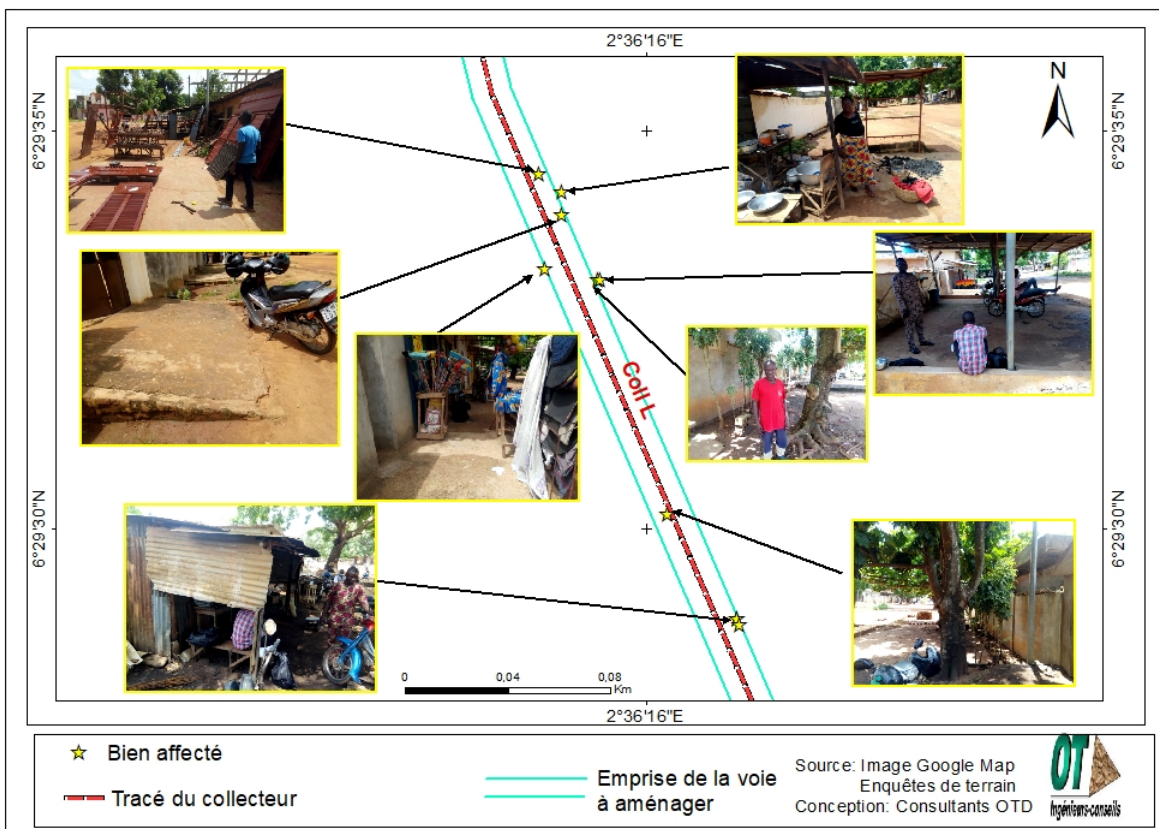 2°36'16"E
N
6°29'35"N
6°29'35"N
Coll L
6°29'30"N
6°29'30"N
0 0,04 0,08
Km
2°36'16"E
Bien affecté
Tracé du collecteur
Emprise de la voie
à aménager
Source: Image Google Map
Enquêtes de terrain
Conception: Consultants OTD
OT
Ingénieurs-conseils